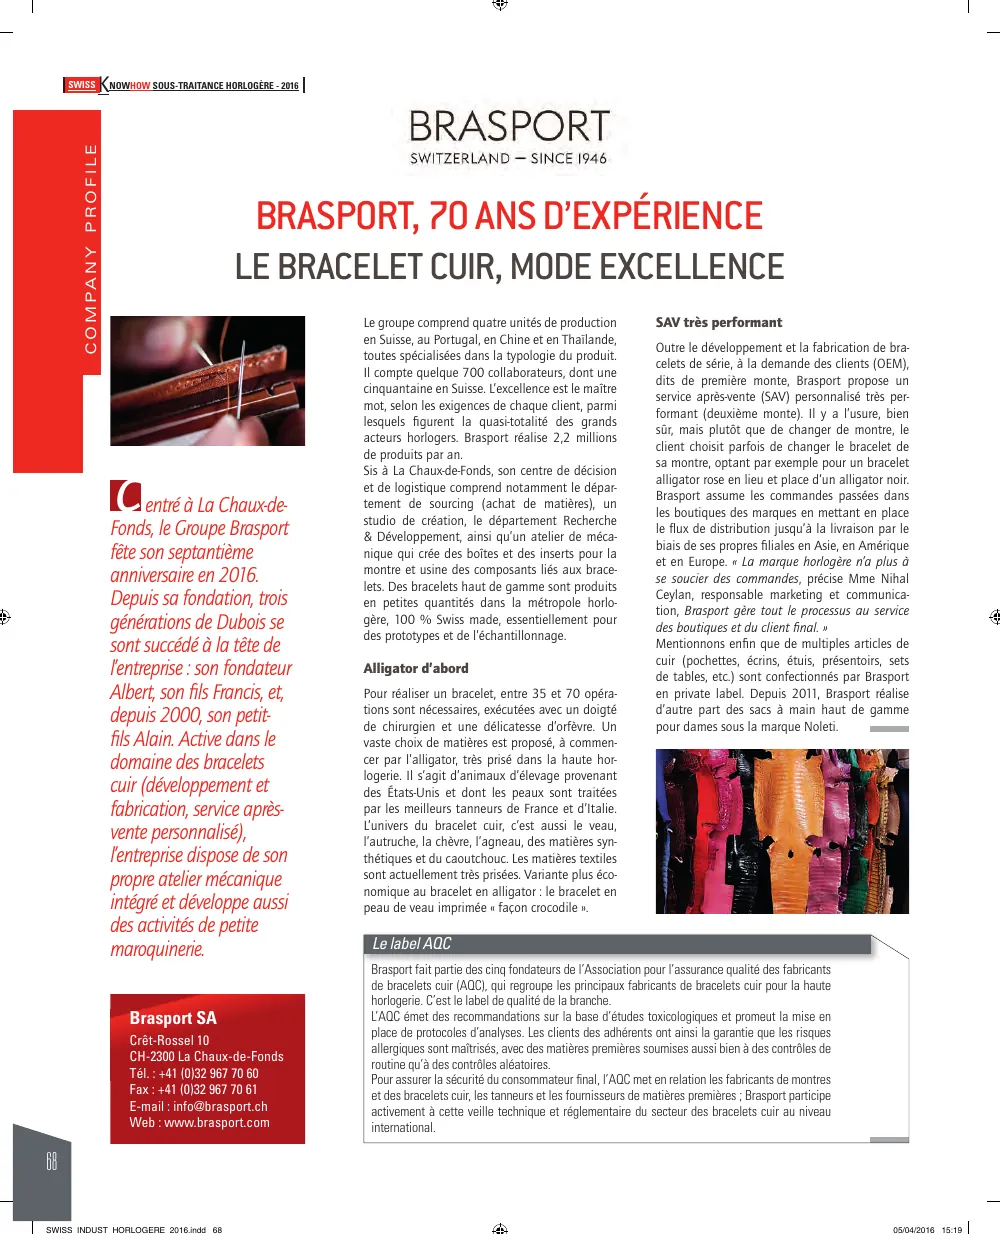 SWISS KNOWHOW SOUS-TRAITANCE HORLOGÈRE - 2016
COMPANY PROFILE
BRASPORT
SWITZERLAND – SINCE 1946
BRASPORT, 70 ANS D’EXPÉRIENCE
LE BRACELET CUIR, MODE EXCELLENCE
Centré à La Chaux-de-
Fonds, le Groupe Brasport
fête son septantième
anniversaire en 2016.
Depuis sa fondation, trois
générations de Dubois se
sont succédé à la tête de
l’entreprise : son fondateur
Albert, son fils Francis, et,
depuis 2000, son petit-
fils Alain. Active dans le
domaine des bracelets
cuir (développement et
fabrication, service après-
vente personnalisé),
l’entreprise dispose de son
propre atelier mécanique
intégré et développe aussi
des activités de petite
maroquinerie.
Brasport SA
Crêt-Rossel 10
CH-2300 La Chaux-de-Fonds
Tél. : +41 (0)32 967 70 60
Fax : +41 (0)32 967 70 61
E-mail : info@brasport.ch
Web : www.brasport.com
Le groupe comprend quatre unités de production
en Suisse, au Portugal, en Chine et en Thaïlande,
toutes spécialisées dans la typologie du produit.
Il compte quelque 700 collaborateurs, dont une
cinquantaine en Suisse. L’excellence est le maître
mot, selon les exigences de chaque client, parmi
lesquels figurent la quasi-totalité des grands
acteurs horlogers. Brasport réalise 2,2 millions
de produits par an.
Sis à La Chaux-de-Fonds, son centre de décision
et de logistique comprend notamment le dépar-
tement de sourcing (achat de matières), un
studio de création, le département Recherche
& Développement, ainsi qu’un atelier de méca-
nique qui crée des boîtes et des inserts pour la
montre et usine des composants liés aux brace-
lets. Des bracelets haut de gamme sont produits
en petites quantités dans la métropole horlo-
gère, 100 % Swiss made, essentiellement pour
des prototypes et de l’échantillonnage.
Alligator d’abord
Pour réaliser un bracelet, entre 35 et 70 opéra-
tions sont nécessaires, exécutées avec un doigté
de chirurgien et une délicatesse d’orfèvre. Un
vaste choix de matières est proposé, à commen-
cer par l’alligator, très prisé dans la haute hor-
logerie. Il s’agit d’animaux d’élevage provenant
des États-Unis et dont les peaux sont traitées
par les meilleurs tanneurs de France et d’Italie.
L’univers du bracelet cuir, c’est aussi le veau,
l’autruche, la chèvre, l’agneau, des matières syn-
thétiques et du caoutchouc. Les matières textiles
sont actuellement très prisées. Variante plus éco-
nomique au bracelet en alligator : le bracelet en
peau de veau imprimée « façon crocodile ».
SAV très performant
Outre le développement et la fabrication de bra-
celets de série, à la demande des clients (OEM),
dits de première monte, Brasport propose un
service après-vente (SAV) personnalisé très per-
formant (deuxième monte). Il y a l’usure, bien
sûr, mais plutôt que de changer de montre, le
client choisit parfois de changer le bracelet de
sa montre, optant par exemple pour un bracelet
alligator rose en lieu et place d’un alligator noir.
Brasport assume les commandes passées dans
les boutiques des marques en mettant en place
le flux de distribution jusqu’à la livraison par le
biais de ses propres filiales en Asie, en Amérique
et en Europe. « La marque horlogère n’a plus à
se soucier des commandes, précise Mme Nihal
Ceylan, responsable marketing et communica-
tion, Brasport gère tout le processus au service
des boutiques et du client final. »
Mentionnons enfin que de multiples articles de
cuir (pochettes, écrins, étuis, présentoirs, sets
de tables, etc.) sont confectionnés par Brasport
en private label. Depuis 2011, Brasport réalise
d’autre part des sacs à main haut de gamme
pour dames sous la marque Noleti.
Le label AQC
Brasport fait partie des cinq fondateurs de l’Association pour l’assurance qualité des fabricants
de bracelets cuir (AQC), qui regroupe les principaux fabricants de bracelets cuir pour la haute
horlogerie. C’est le label de qualité de la branche.
L’AQC émet des recommandations sur la base d’études toxicologiques et promeut la mise en
place de protocoles d’analyses. Les clients des adhérents ont ainsi la garantie que les risques
allergiques sont maîtrisés, avec des matières premières soumises aussi bien à des contrôles de
routine qu’à des contrôles aléatoires.
Pour assurer la sécurité du consommateur final, l’AQC met en relation les fabricants de montres
et des bracelets cuir, les tanneurs et les fournisseurs de matières premières ; Brasport participe
activement à cette veille technique et réglementaire du secteur des bracelets cuir au niveau
international.
68
SWISS INDUST HORLOGERE 2016.indd 68
05/04/2016 15:19